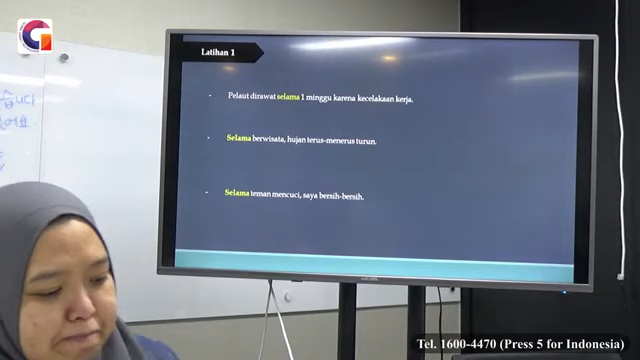 Latihan 1
- Pelaut dirawat selama 1 minggu karena kecelakaan kerja.
- Selama berwisata, hujan terus-menerus turun.
- Selama teman mencuci, saya bersih-bersih.
Tel. 1600-4470 (Press 5 for Indonesia)